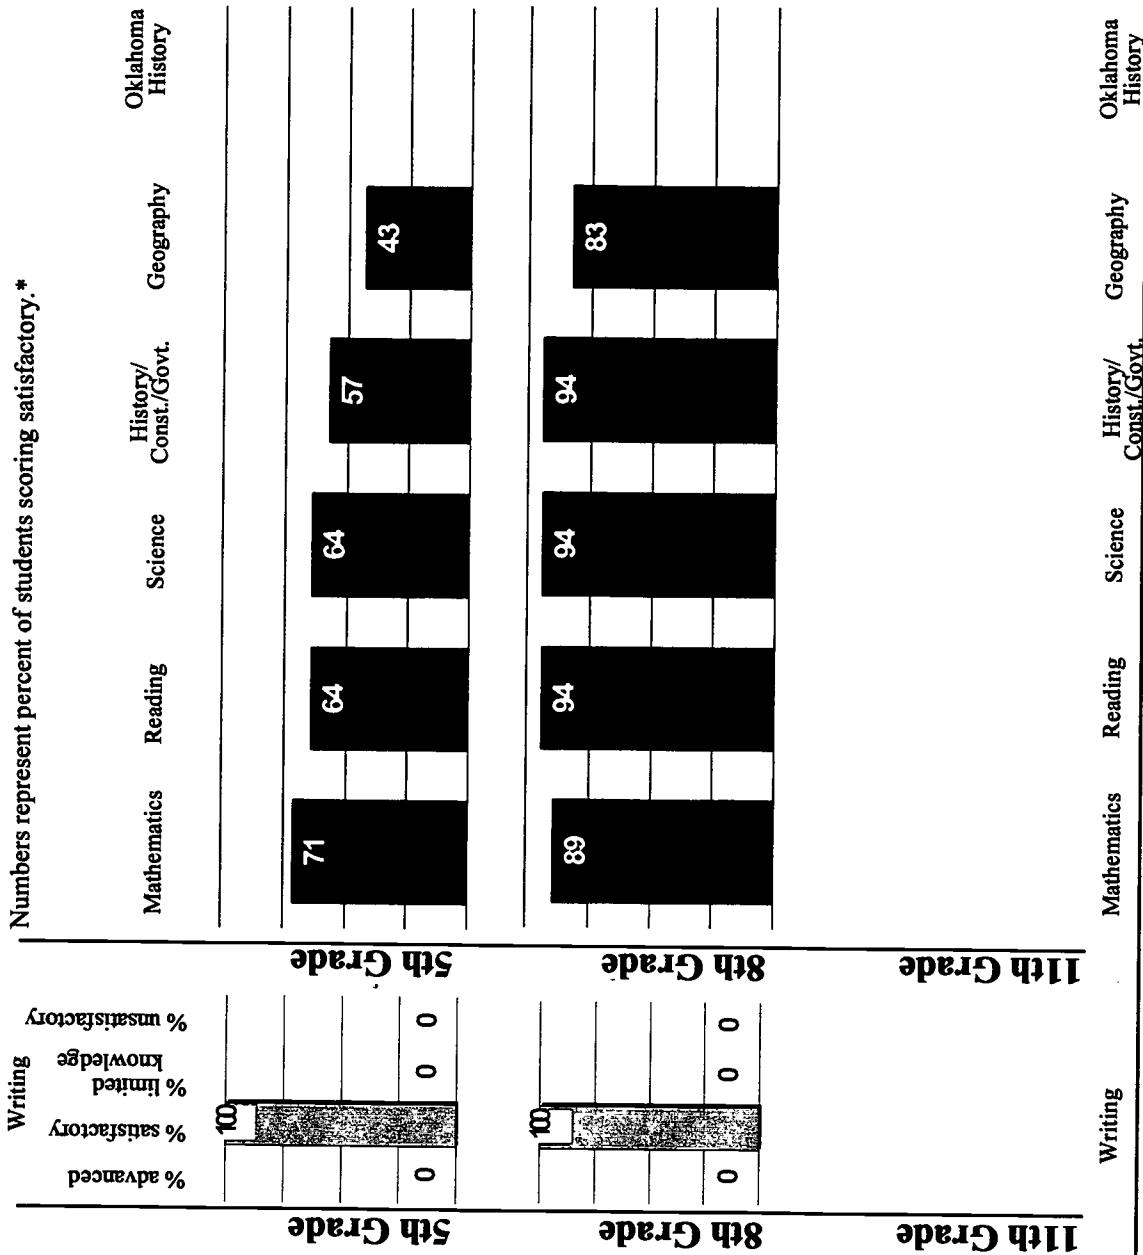 Numbers represent percent of students scoring satisfactory.*
Writing
% advanced
% satisfactory
% limited
knowledge
% unsatisfactory
Mathematics
Reading
Science
History/
Const./Govt.
Geography
Oklahoma
History
5th Grade
0
100
0
0
5th Grade
71
64
64
57
43
8th Grade
0
100
0
0
8th Grade
89
94
94
94
83
11th Grade
11th Grade
Writing
Mathematics
Reading
Science
History/
Const./Govt.
Geography
Oklahoma
History